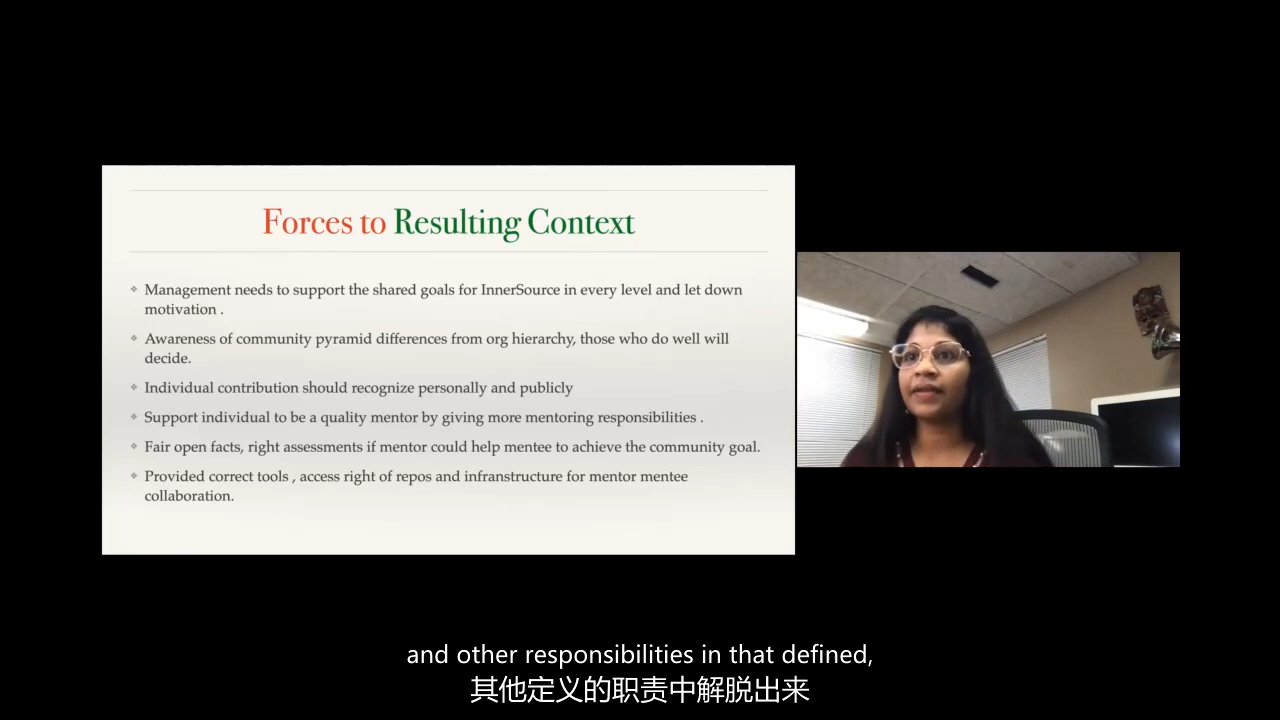 Forces to Resulting Context
Management needs to support the shared goals for InnerSource in every level and let down
motivation .
Awareness of community pyramid differences from org hierarchy, those who do well will
decide.
Individual contribution should recognize personally and publicly
Support individual to be a quality mentor by giving more mentoring responsibilities .
Fair open facts, right assessments if mentor could help mentee to achieve the community goal.
Provided correct tools , access right of repos and infranstructure for mentor mentee
collaboration.
and other responsibilities in that defined,
其他定义的职责中解脱出来